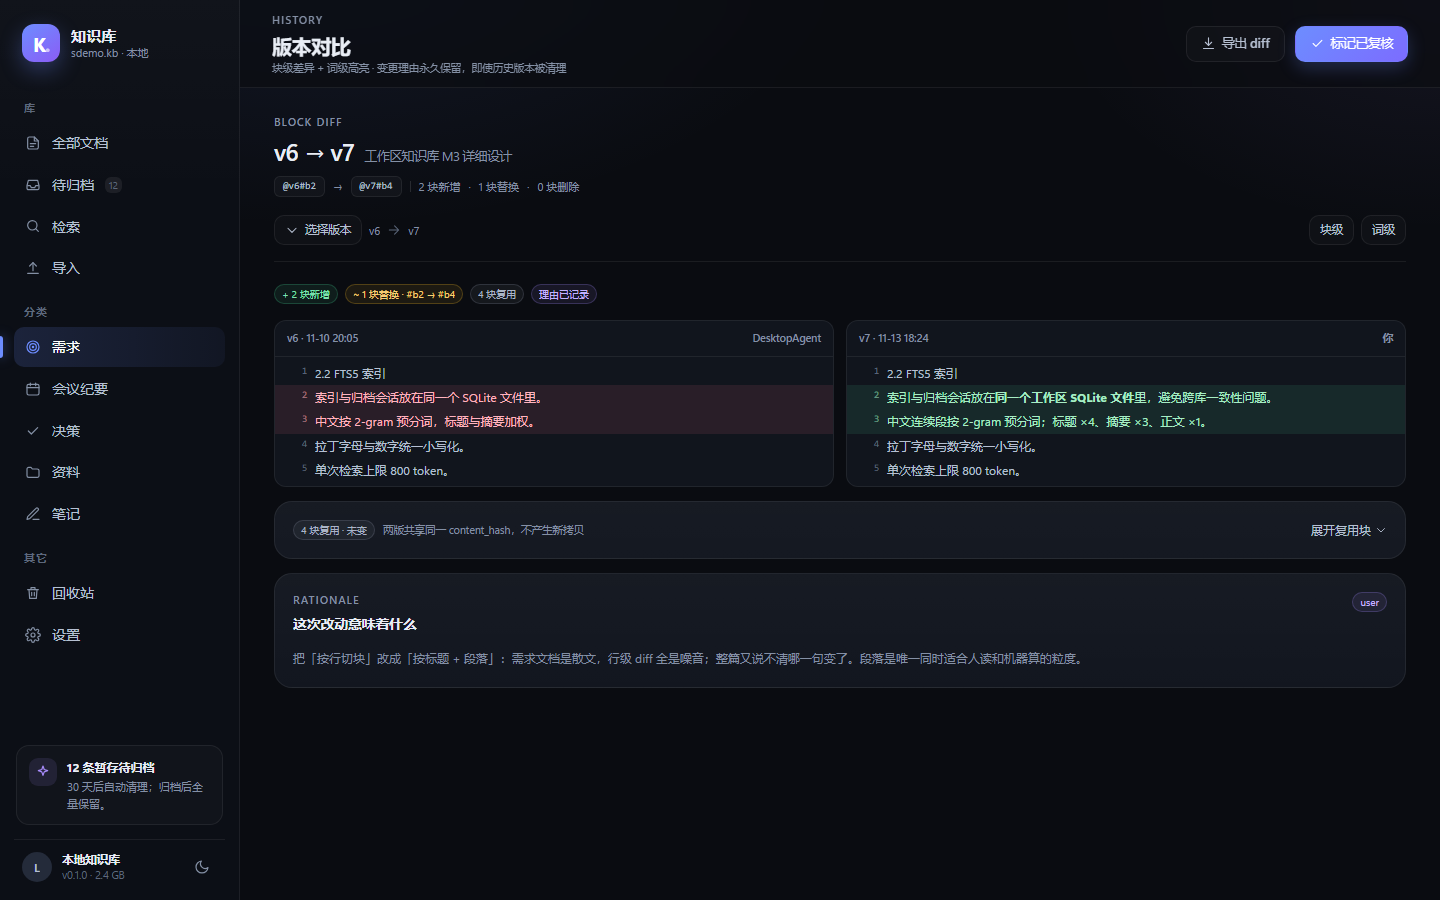 K.
知识库
sdemo.kb · 本地
库
全部文档
待归档 12
检索
导入
分类
需求
会议纪要
决策
资料
笔记
其它
回收站
设置
12 条暂存待归档
30 天后自动清理；归档后全
量保留。
L
本地知识库
v0.1.0 · 2.4 GB
HISTORY
版本对比
块级差异 + 词级高亮 · 变更理由永久保留，即使历史版本被清理
导出 diff
标记已复核
BLOCK DIFF
v6 → v7 工作区知识库 M3 详细设计
@v6#b2 → @v7#b4 2 块新增 · 1 块替换 · 0 块删除
选择版本 v6 → v7
块级 词级
+ 2 块新增 ~ 1 块替换 · #b2 → #b4 4 块复用 理由已记录
v6 · 11-10 20:05 DesktopAgent
1 2.2 FTS5 索引
2 索引与归档会话放在同一个 SQLite 文件里。
3 中文按 2-gram 预分词，标题与摘要加权。
4 拉丁字母与数字统一小写化。
5 单次检索上限 800 token。
v7 · 11-13 18:24 你
1 2.2 FTS5 索引
2 索引与归档会话放在同一个工作区 SQLite 文件里，避免跨库一致性问题。
3 中文连续段按 2-gram 预分词；标题 ×4、摘要 ×3、正文 ×1。
4 拉丁字母与数字统一小写化。
5 单次检索上限 800 token。
4 块复用 · 未变 两版共享同一 content_hash，不产生新拷贝
展开复用块
RATIONALE
user
这次改动意味着什么
把「按行切块」改成「按标题 + 段落」：需求文档是散文，行级 diff 全是噪音；整篇又说不清哪一句变了。段落是唯一同时适合人读和机器算的粒度。